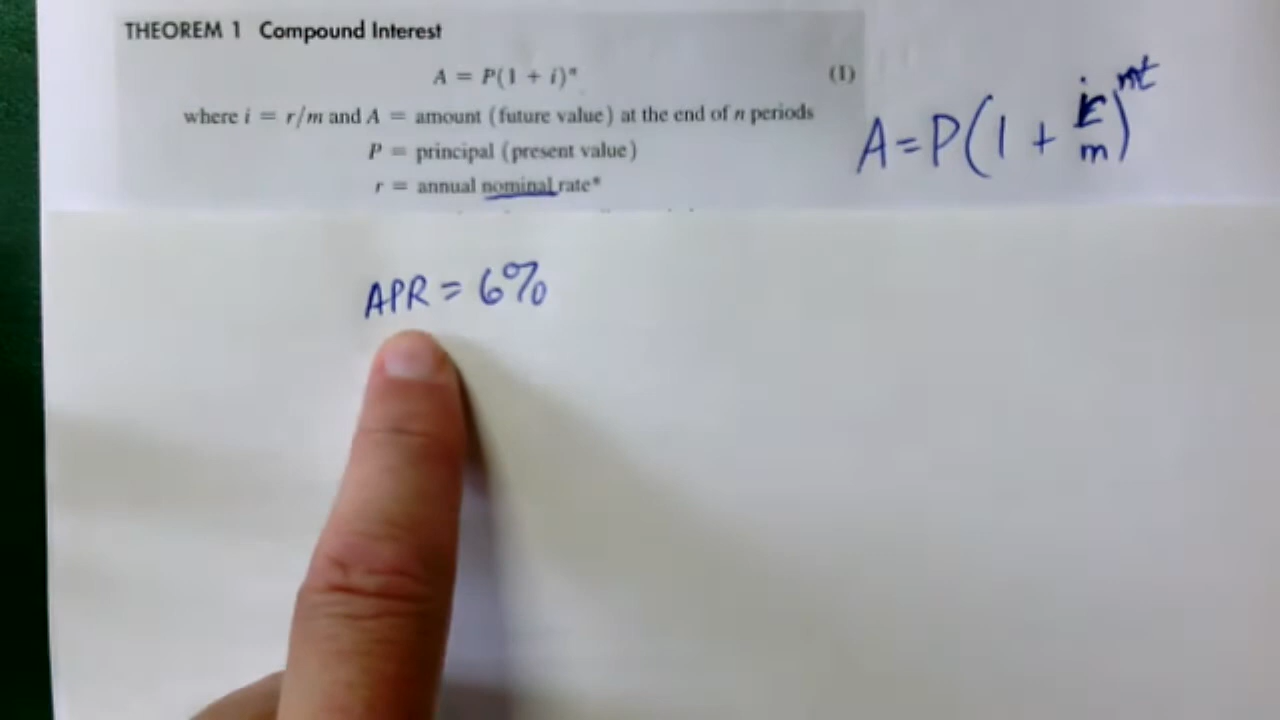 THEOREM 1 Compound Interest
A = P(1 + i)ⁿ (1)
where i = r/m and A = amount (future value) at the end of n periods
P = principal (present value)
r = annual nominal rate*
A = P(1 + r/m)ᵐᵗ
APR = 6%